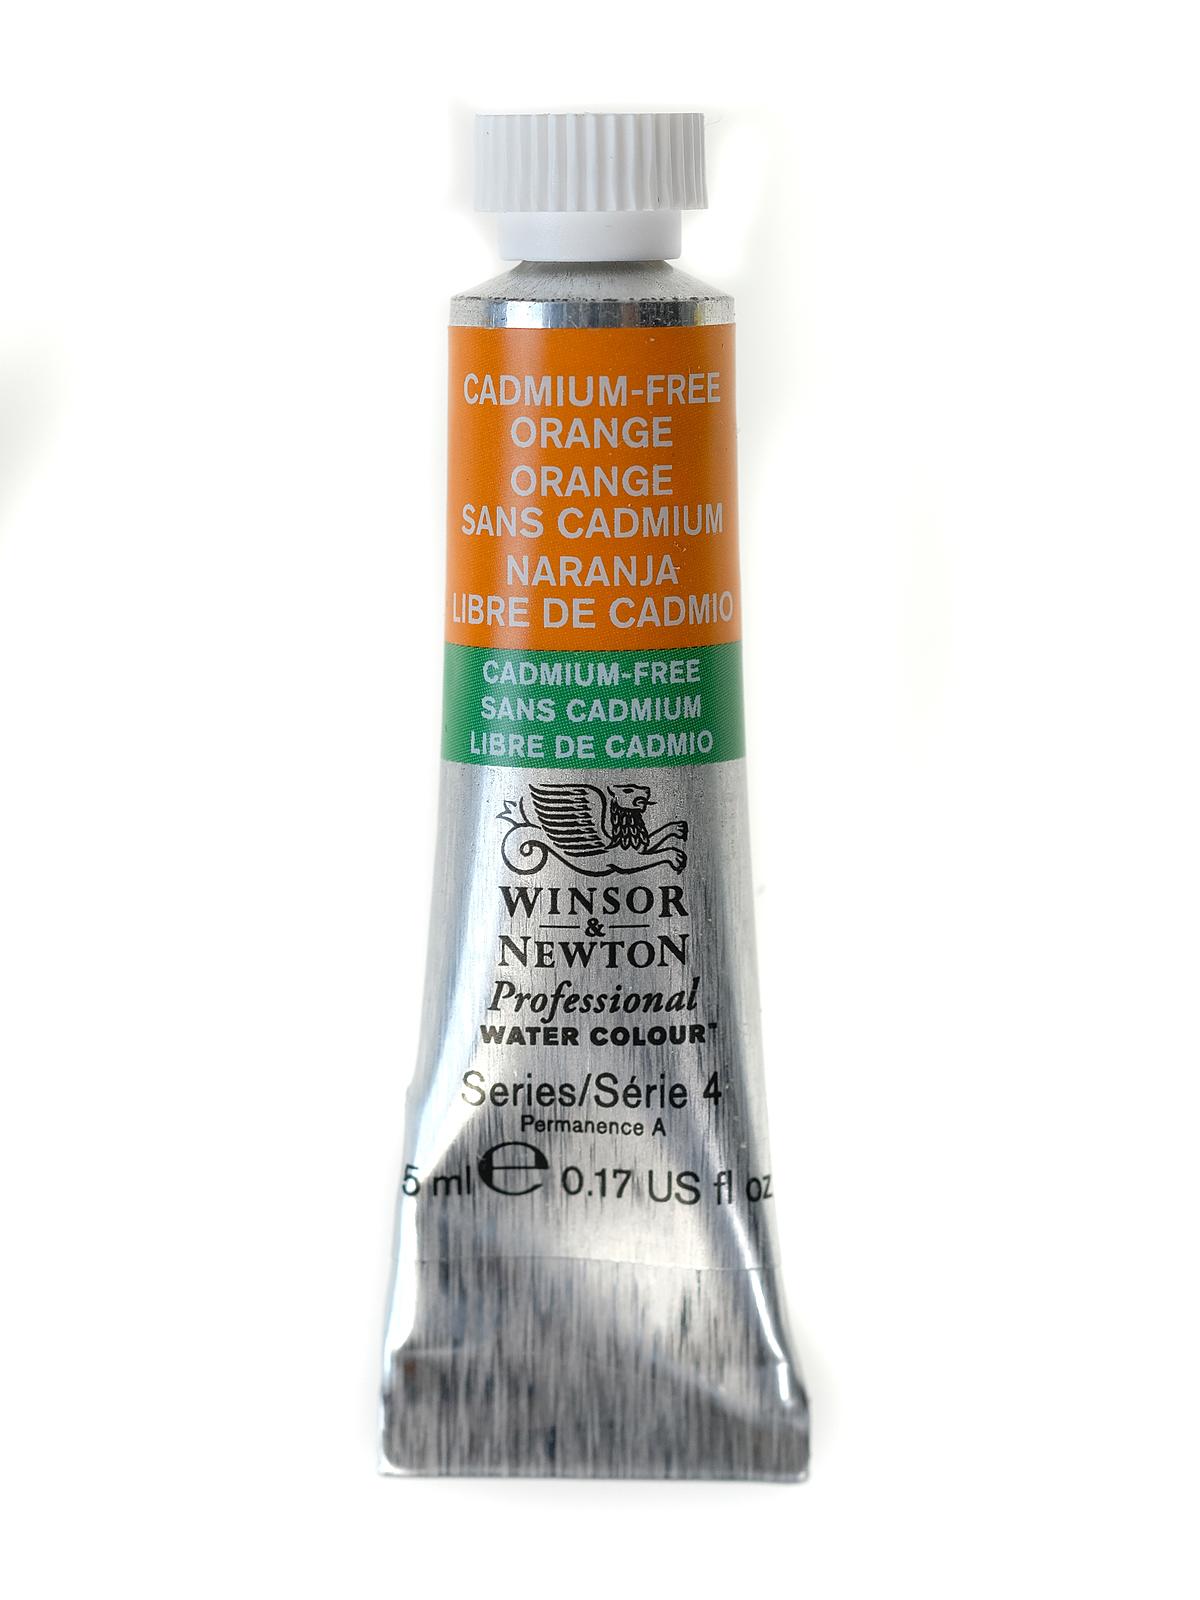 CADMIUM-FREE
ORANGE
ORANGE
SANS CADMIUM
NARANJA
LIBRE DE CADMIO
CADMIUM-FREE
SANS CADMIUM
LIBRE DE CADMIO
WINSOR
&
NEWTON
Professional
WATER COLOUR™
Series/Série 4
Permanence A
5 ml ℮ 0.17 US fl oz